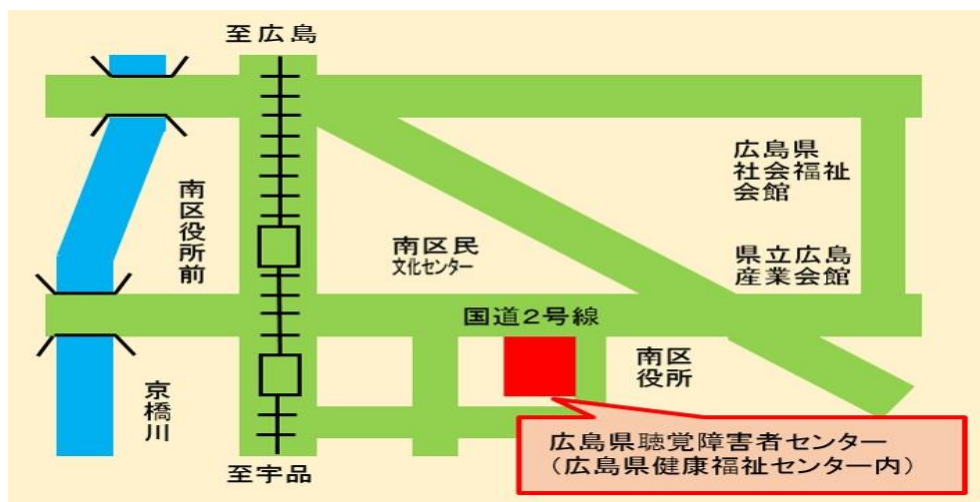 至広島
広島県
社会福祉
会館
南区役所前
南区民
文化センター
県立広島
産業会館
国道2号線
南区
役所
京橋川
広島県聴覚障害者センター
（広島県健康福祉センター内）
至宇品